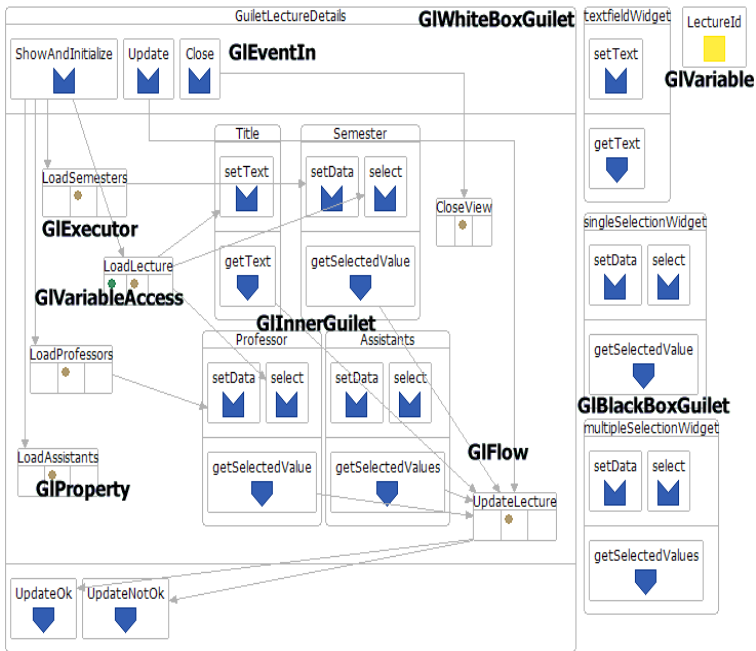 GuiletLectureDetails
GlWhiteBoxGuilet
textfieldWidget
LectureId
ShowAndInitialize
Update
Close
GlEventIn
setText
GlVariable
Title
Semester
getText
LoadSemesters
setText
setData
select
GlExecutor
CloseView
singleSelectionWidget
LoadLecture
getText
getSelectedValue
setData
select
GlVariableAccess
GlInnerGuilet
Professor
Assistants
getSelectedValue
LoadProfessors
setData
select
setData
select
GlBlackBoxGuilet
multipleSelectionWidget
GlFlow
LoadAssistants
getSelectedValue
getSelectedValues
setData
select
GlProperty
UpdateLecture
getSelectedValues
UpdateOk
UpdateNotOk